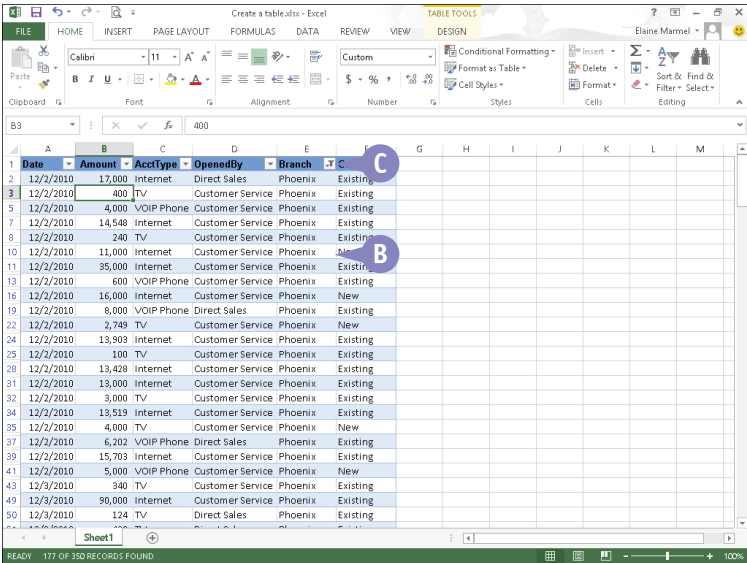 Create a table.xlsx - Excel
TABLE TOOLS
?
FILE HOME INSERT PAGE LAYOUT FORMULAS DATA REVIEW VIEW DESIGN Elaine Marmel
Calibri 11 A A Custom Conditional Formatting Insert Σ A Z
Paste Format as Table Delete Sort & Find &
B I U A $ % , .00 Cell Styles Format Filter Select
Clipboard Font Alignment Number Styles Cells Editing
B3 fx 400
A B C D E G H I J K L M
1 Date Amount AcctType OpenedBy Branch C
2 12/2/2010 17,000 Internet Direct Sales Phoenix Existing
3 12/2/2010 400 TV Customer Service Phoenix Existing
5 12/2/2010 4,000 VOIP Phone Customer Service Phoenix Existing
7 12/2/2010 14,548 Internet Customer Service Phoenix Existing
8 12/2/2010 240 TV Customer Service Phoenix Existing
10 12/2/2010 11,000 Internet Customer Service Phoenix B
11 12/2/2010 35,000 Internet Customer Service Phoenix Existing
13 12/2/2010 600 VOIP Phone Customer Service Phoenix Existing
16 12/2/2010 16,000 Internet Customer Service Phoenix New
19 12/2/2010 8,000 VOIP Phone Direct Sales Phoenix Existing
22 12/2/2010 2,749 TV Customer Service Phoenix New
24 12/2/2010 13,903 Internet Customer Service Phoenix Existing
25 12/2/2010 100 TV Customer Service Phoenix Existing
28 12/2/2010 13,428 Internet Customer Service Phoenix Existing
31 12/2/2010 13,000 Internet Customer Service Phoenix Existing
32 12/2/2010 3,000 TV Customer Service Phoenix Existing
34 12/2/2010 13,519 Internet Customer Service Phoenix Existing
35 12/2/2010 4,000 TV Customer Service Phoenix New
37 12/2/2010 6,202 VOIP Phone Direct Sales Phoenix Existing
39 12/2/2010 15,703 Internet Customer Service Phoenix Existing
41 12/2/2010 5,000 VOIP Phone Customer Service Phoenix New
43 12/3/2010 340 TV Customer Service Phoenix Existing
49 12/3/2010 90,000 Internet Customer Service Phoenix Existing
50 12/3/2010 124 TV Direct Sales Phoenix Existing
Sheet1
READY 177 OF 350 RECORDS FOUND 100%